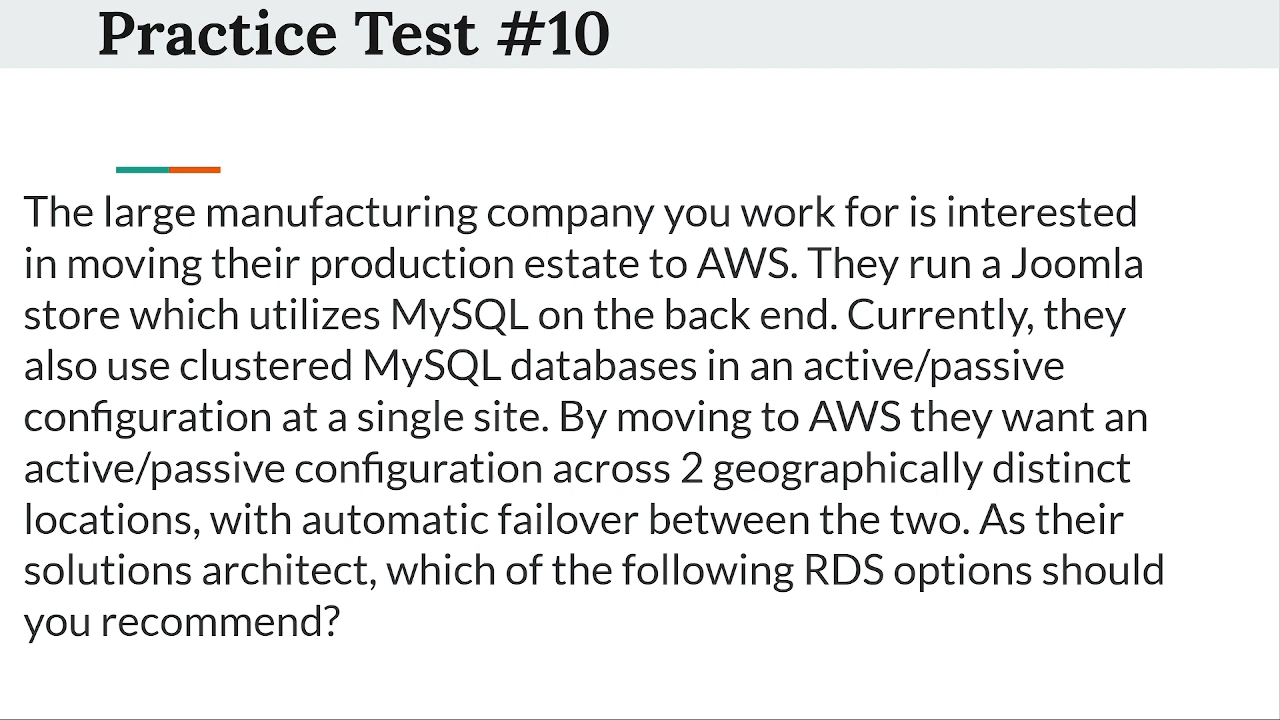 Practice Test #10
The large manufacturing company you work for is interested
in moving their production estate to AWS. They run a Joomla
store which utilizes MySQL on the back end. Currently, they
also use clustered MySQL databases in an active/passive
configuration at a single site. By moving to AWS they want an
active/passive configuration across 2 geographically distinct
locations, with automatic failover between the two. As their
solutions architect, which of the following RDS options should
you recommend?